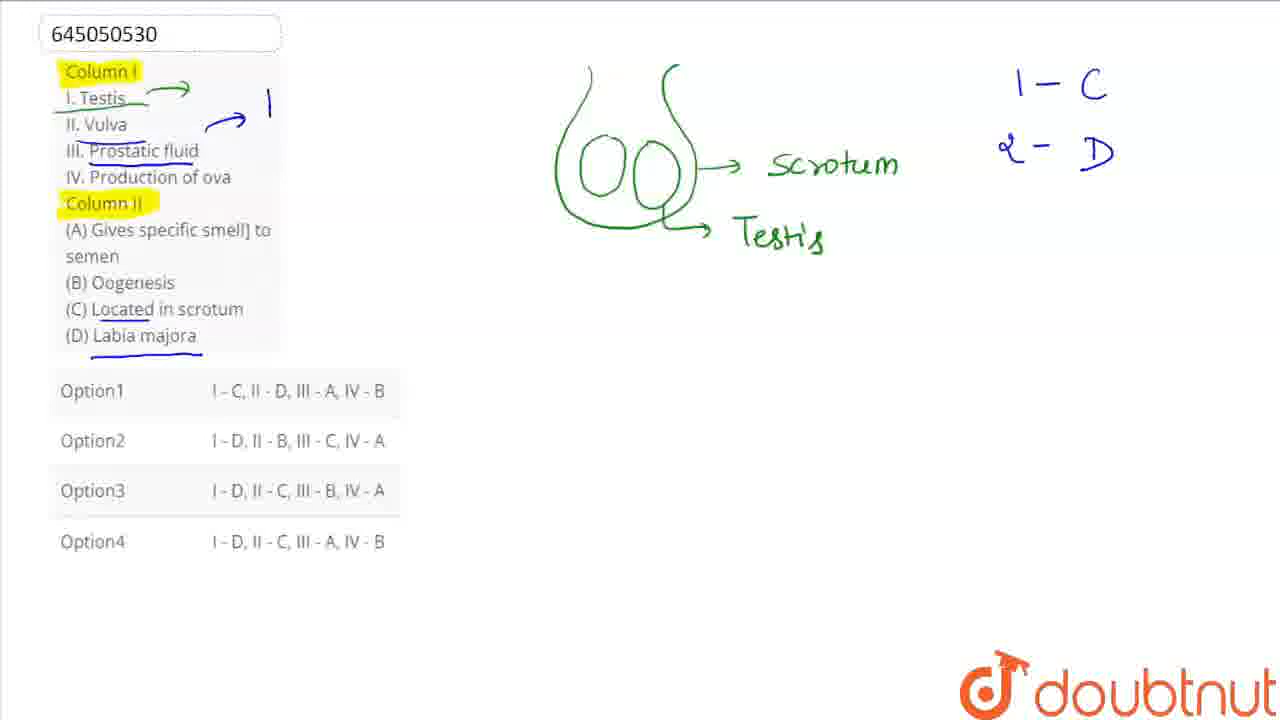 645050530
Column I
I. Testis
II. Vulva
III. Prostatic fluid
IV. Production of ova
Column II
(A) Gives specific smell] to
semen
(B) Oogenesis
(C) Located in scrotum
(D) Labia majora
Option1 I - C, II - D, III - A, IV - B
Option2 I - D, II - B, III - C, IV - A
Option3 I - D, II - C, III - B, IV - A
Option4 I - D, II - C, III - A, IV - B
Scrotum
Testis
1 - C
2 - D
doubtnut